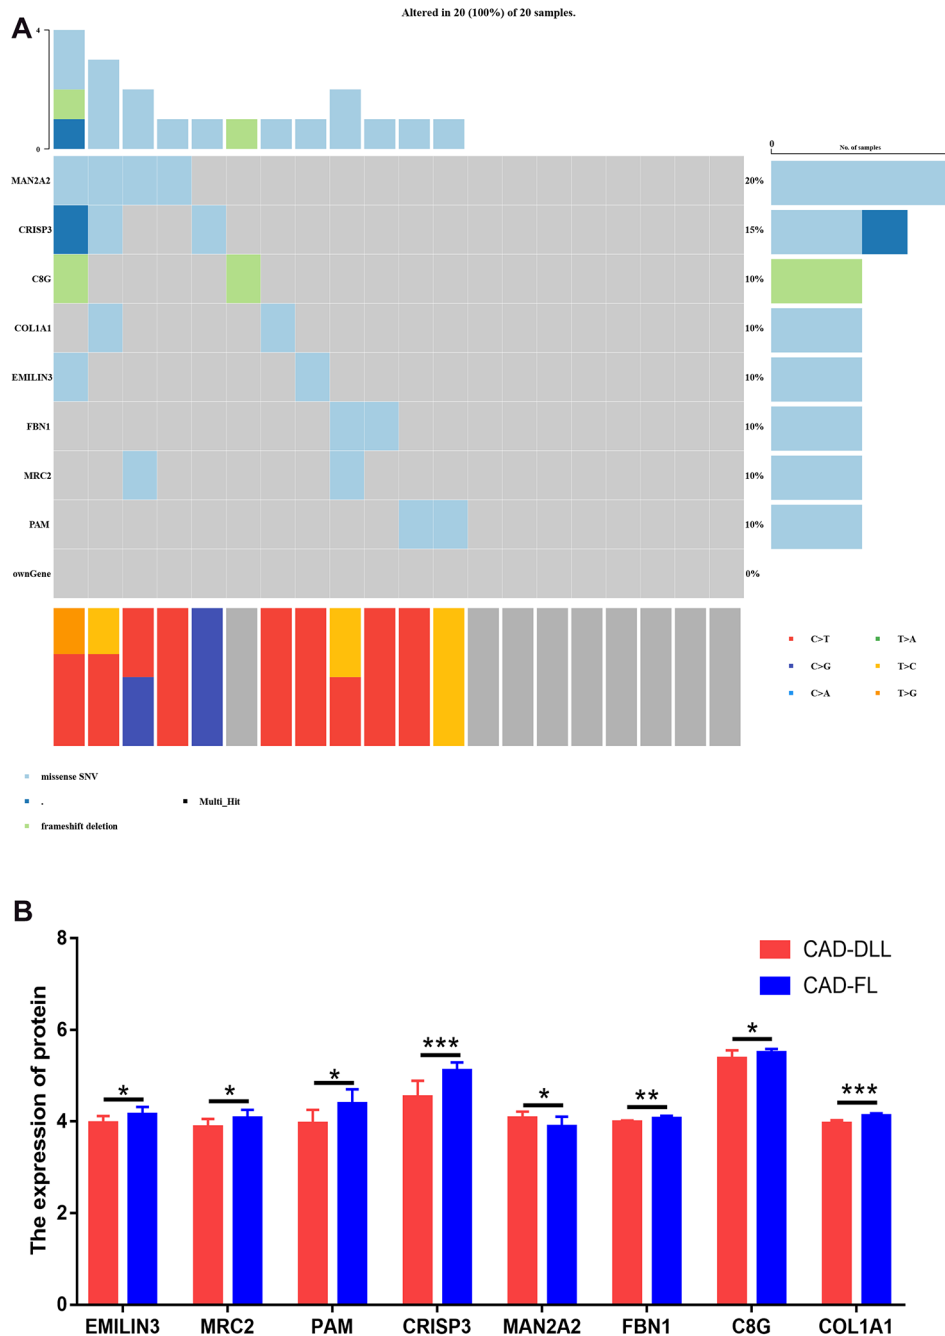 Altered in 20 (100%) of 20 samples.
A
4
0
0
No. of samples
MAN2A2 20%
CRISP3 15%
C8G 10%
COL1A1 10%
EMILIN3 10%
FBN1 10%
MRC2 10%
PAM 10%
ownGene 0%
C>T T>A
C>G T>C
C>A T>G
missense SNV
. Multi_Hit
frameshift deletion
B
The expression of protein
8
6
4
2
0
CAD-DLL
CAD-FL
* * * *** * ** * ***
EMILIN3 MRC2 PAM CRISP3 MAN2A2 FBN1 C8G COL1A1